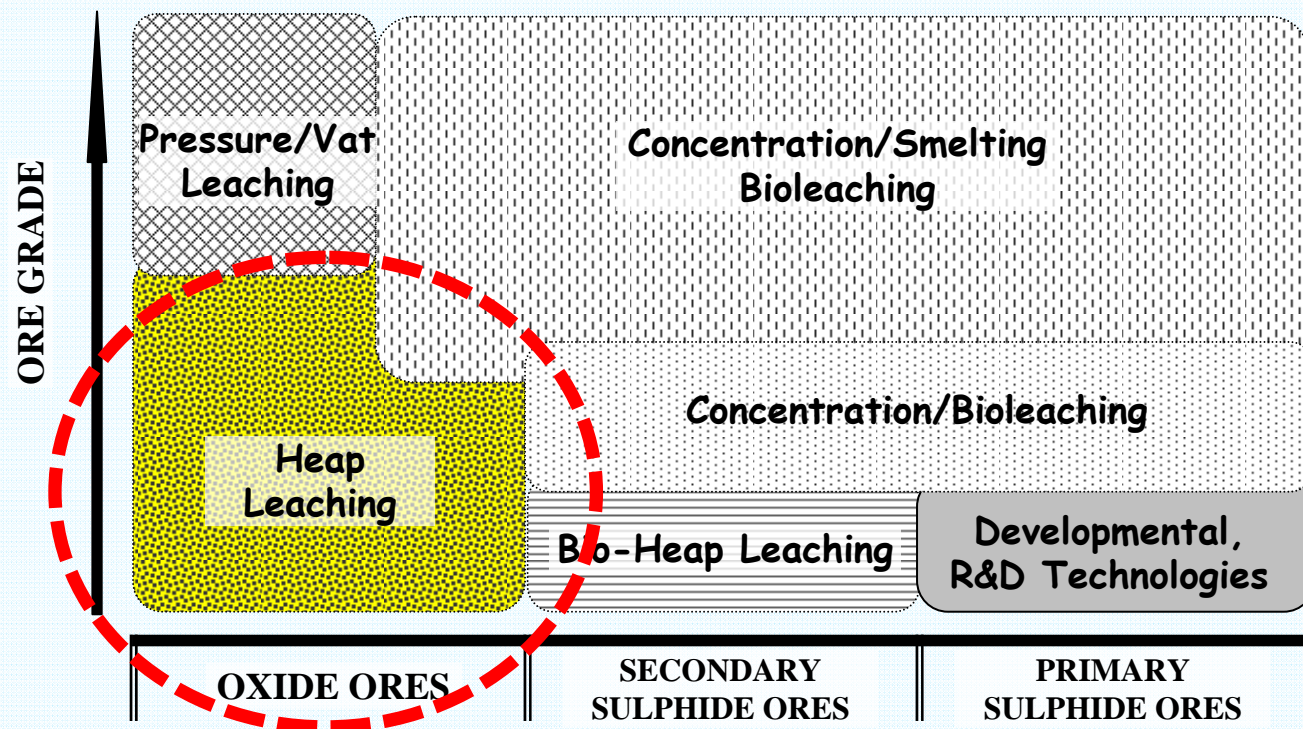 ORE GRADE
Pressure/Vat
Leaching
Concentration/Smelting
Bioleaching
Heap
Leaching
Concentration/Bioleaching
Bio-Heap Leaching
Developmental,
R&D Technologies
OXIDE ORES
SECONDARY
SULPHIDE ORES
PRIMARY
SULPHIDE ORES